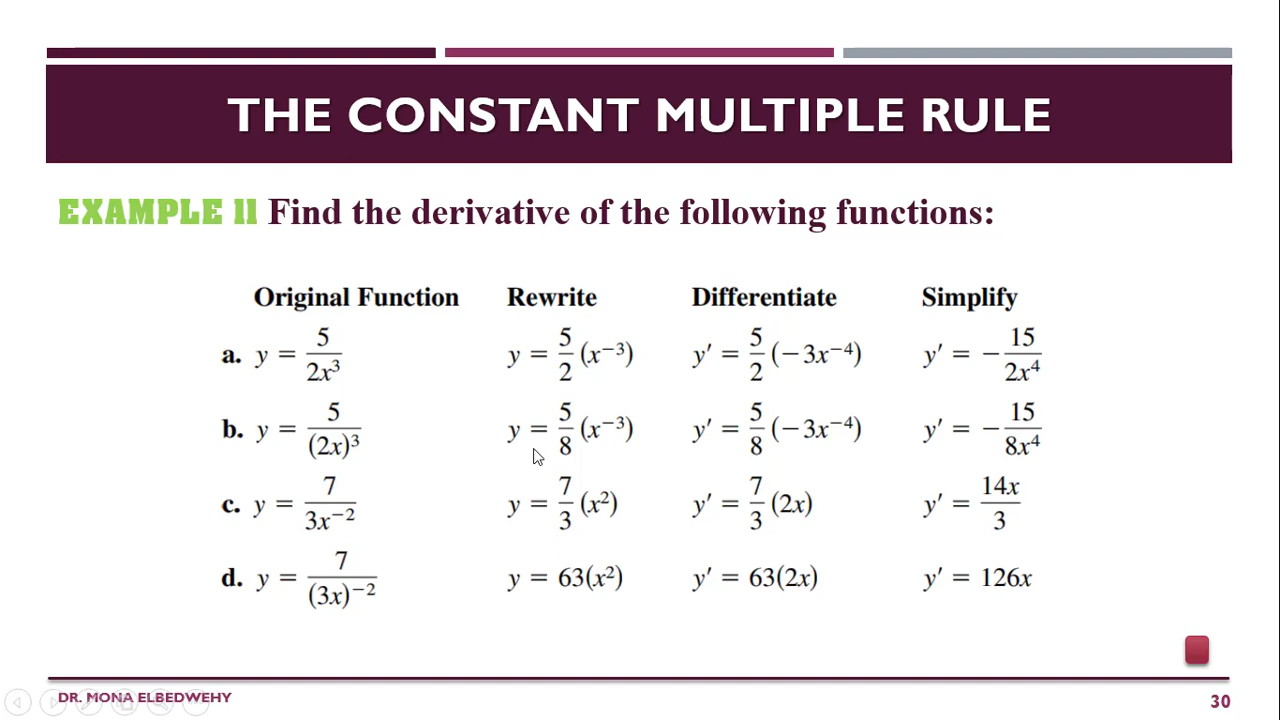 THE CONSTANT MULTIPLE RULE
EXAMPLE 11 Find the derivative of the following functions:
Original Function Rewrite Differentiate Simplify
a. y = 5/(2x³) y = 5/2 (x⁻³) y′ = 5/2 (−3x⁻⁴) y′ = −15/(2x⁴)
b. y = 5/(2x)³ y = 5/8 (x⁻³) y′ = 5/8 (−3x⁻⁴) y′ = −15/(8x⁴)
c. y = 7/(3x⁻²) y = 7/3 (x²) y′ = 7/3 (2x) y′ = 14x/3
d. y = 7/(3x)⁻² y = 63(x²) y′ = 63(2x) y′ = 126x
DR. MONA ELBEDWEHY 30